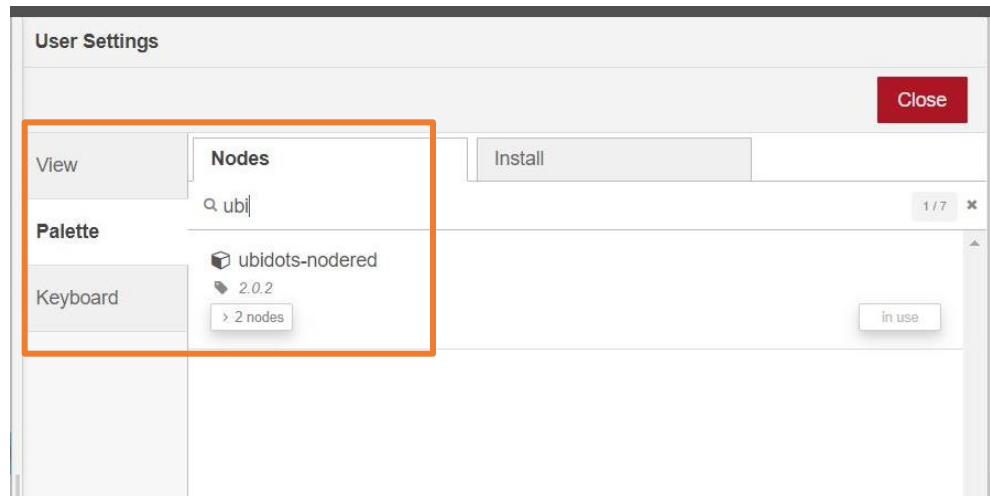 User Settings
Close
View
Nodes
Install
ubi
1 / 7 ×
Palette
ubidots-nodered
2.0.2
Keyboard
> 2 nodes
in use